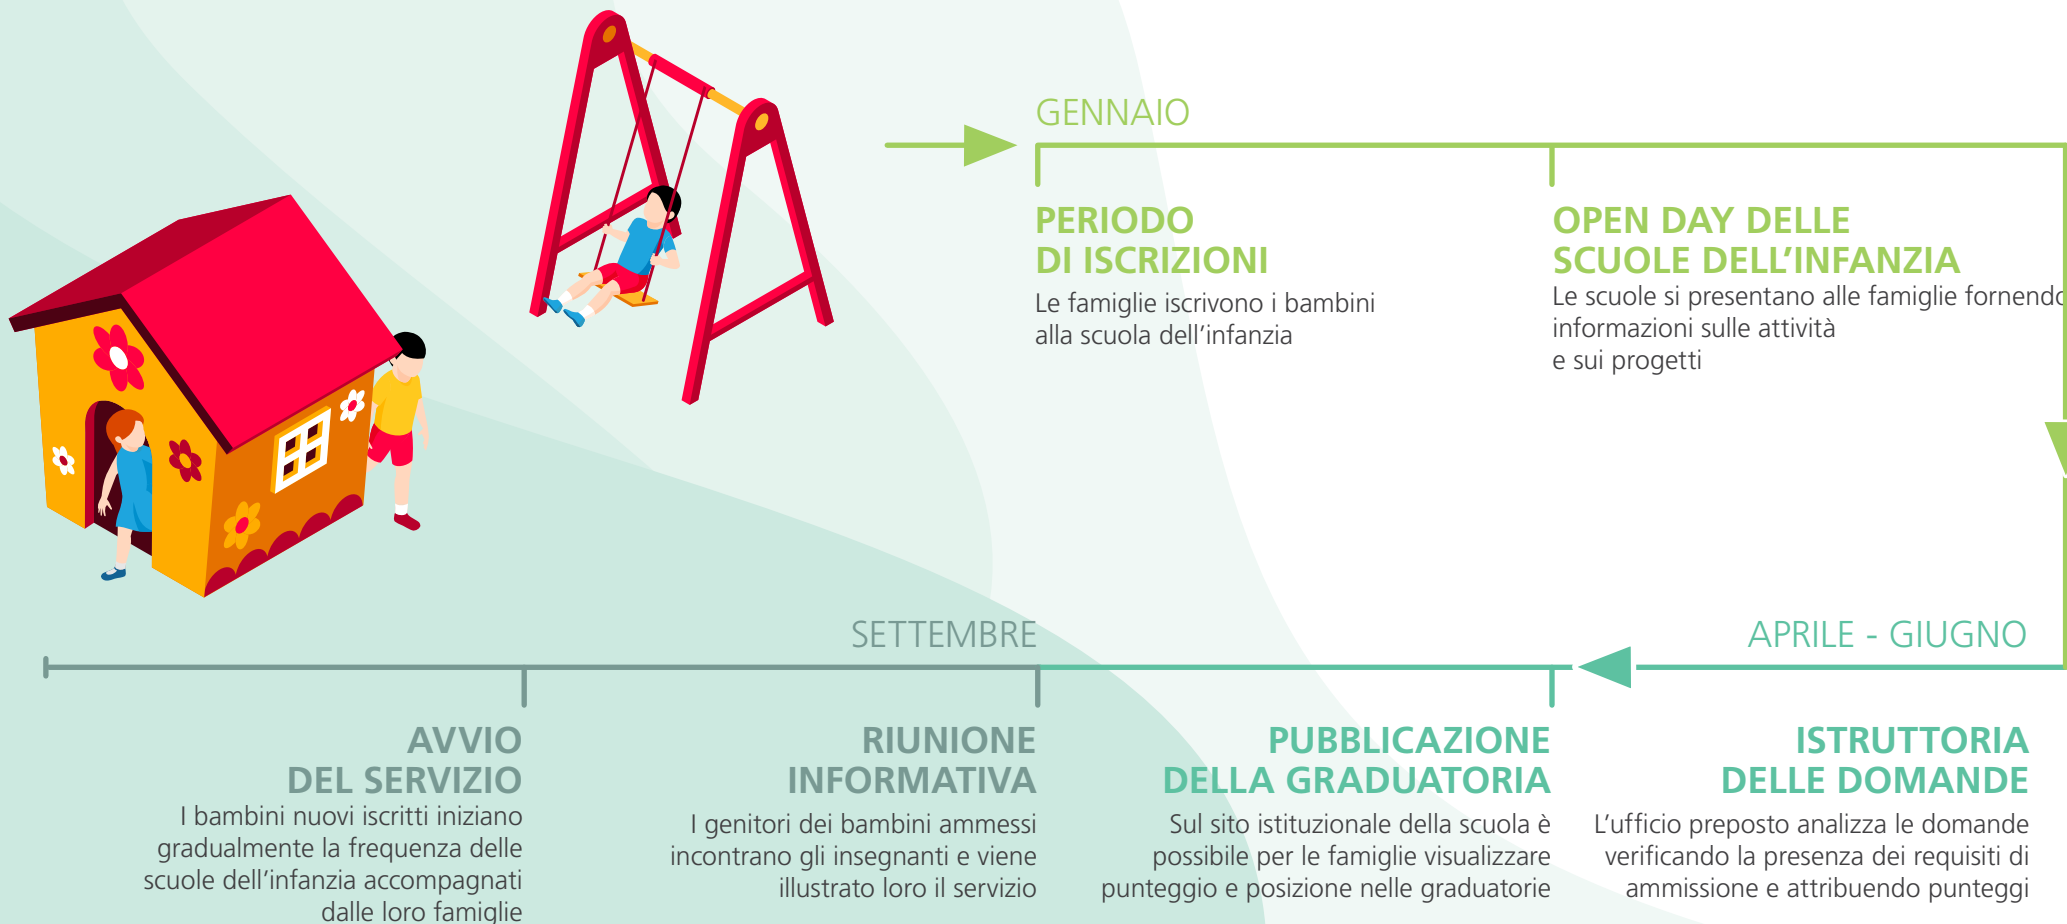 GENNAIO
PERIODO
DI ISCRIZIONI
Le famiglie iscrivono i bambini
alla scuola dell'infanzia
OPEN DAY DELLE
SCUOLE DELL'INFANZIA
Le scuole si presentano alle famiglie fornendo
informazioni sulle attività
e sui progetti
APRILE - GIUGNO
ISTRUTTORIA
DELLE DOMANDE
L'ufficio preposto analizza le domande
verificando la presenza dei requisiti di
ammissione e attribuendo punteggi
PUBBLICAZIONE
DELLA GRADUATORIA
Sul sito istituzionale della scuola è
possibile per le famiglie visualizzare
punteggio e posizione nelle graduatorie
SETTEMBRE
RIUNIONE
INFORMATIVA
I genitori dei bambini ammessi
incontrano gli insegnanti e viene
illustrato loro il servizio
AVVIO
DEL SERVIZIO
I bambini nuovi iscritti iniziano
gradualmente la frequenza delle
scuole dell'infanzia accompagnati
dalle loro famiglie